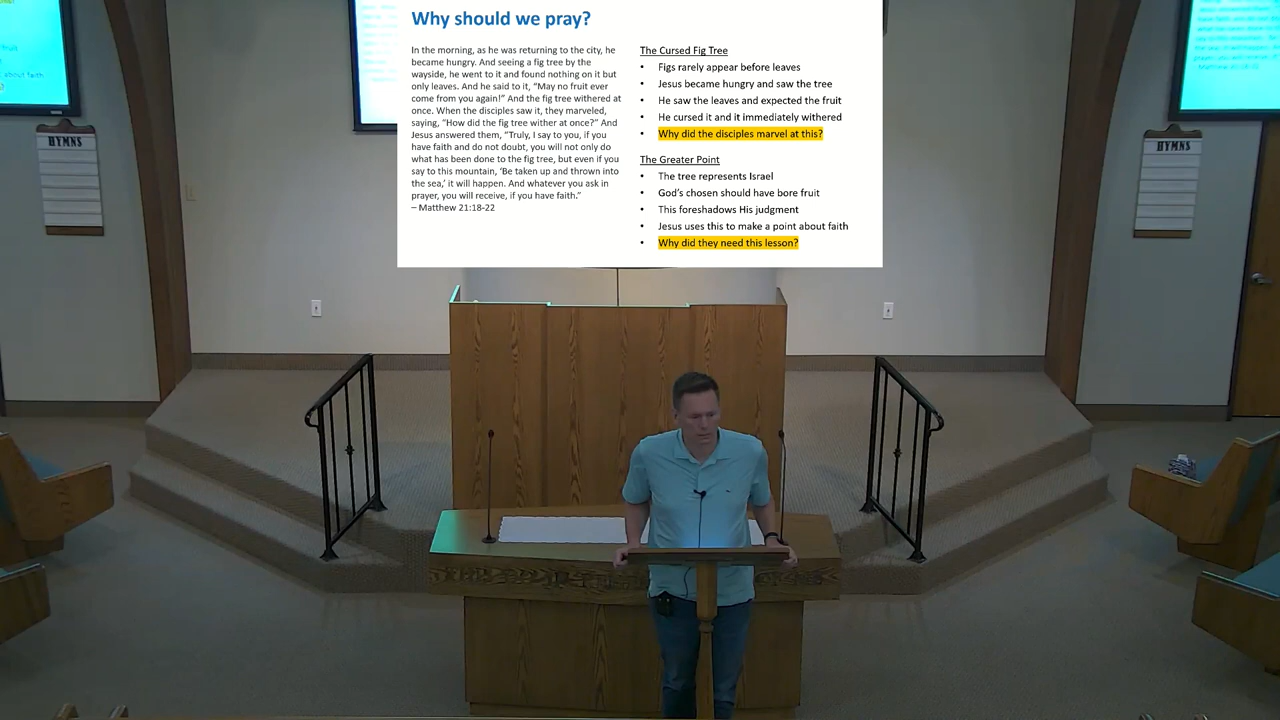 Why should we pray?
In the morning, as he was returning to the city, he
became hungry. And seeing a fig tree by the
wayside, he went to it and found nothing on it but
only leaves. And he said to it, “May no fruit ever
come from you again!” And the fig tree withered at
once. When the disciples saw it, they marveled,
saying, “How did the fig tree wither at once?” And
Jesus answered them, “Truly, I say to you, if you
have faith and do not doubt, you will not only do
what has been done to the fig tree, but even if you
say to this mountain, ‘Be taken up and thrown into
the sea,’ it will happen. And whatever you ask in
prayer, you will receive, if you have faith.”
– Matthew 21:18-22
The Cursed Fig Tree
• Figs rarely appear before leaves
• Jesus became hungry and saw the tree
• He saw the leaves and expected the fruit
• He cursed it and it immediately withered
• Why did the disciples marvel at this?
The Greater Point
• The tree represents Israel
• God’s chosen should have bore fruit
• This foreshadows His judgment
• Jesus uses this to make a point about faith
• Why did they need this lesson?
fruit
about faith
HYMNS
HYMNS